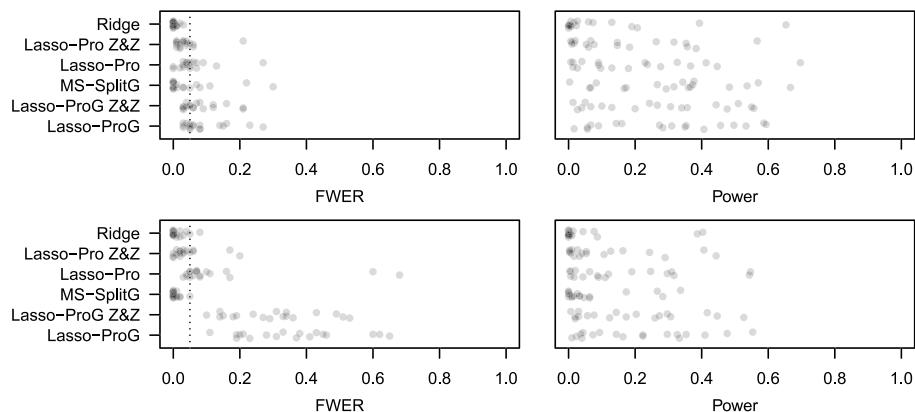 Ridge
Lasso−Pro Z&Z
Lasso−Pro
MS−SplitG
Lasso−ProG Z&Z
Lasso−ProG
0.0 0.2 0.4 0.6 0.8 1.0
FWER
0.0 0.2 0.4 0.6 0.8 1.0
Power
Ridge
Lasso−Pro Z&Z
Lasso−Pro
MS−SplitG
Lasso−ProG Z&Z
Lasso−ProG
0.0 0.2 0.4 0.6 0.8 1.0
FWER
0.0 0.2 0.4 0.6 0.8 1.0
Power